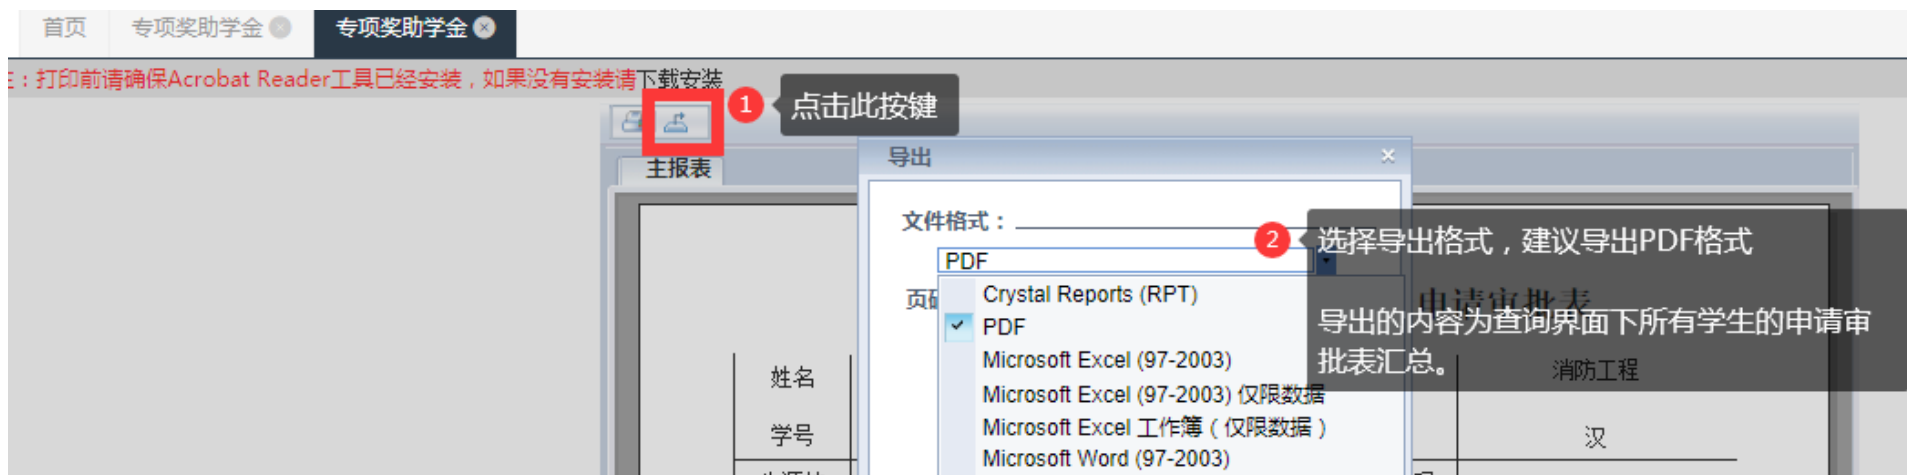 首页 专项奖助学金 专项奖助学金
：打印前请确保Acrobat Reader工具已经安装，如果没有安装请下载安装
1 点击此按键
导出
主报表
文件格式：
2 选择导出格式，建议导出PDF格式
PDF
Crystal Reports (RPT)
页码
申请审批表
导出的内容为查询界面下所有学生的申请审
批表汇总。
PDF
Microsoft Excel (97-2003)
姓名
消防工程
Microsoft Excel (97-2003) 仅限数据
Microsoft Excel 工作簿（仅限数据）
学号
汉
Microsoft Word (97-2003)